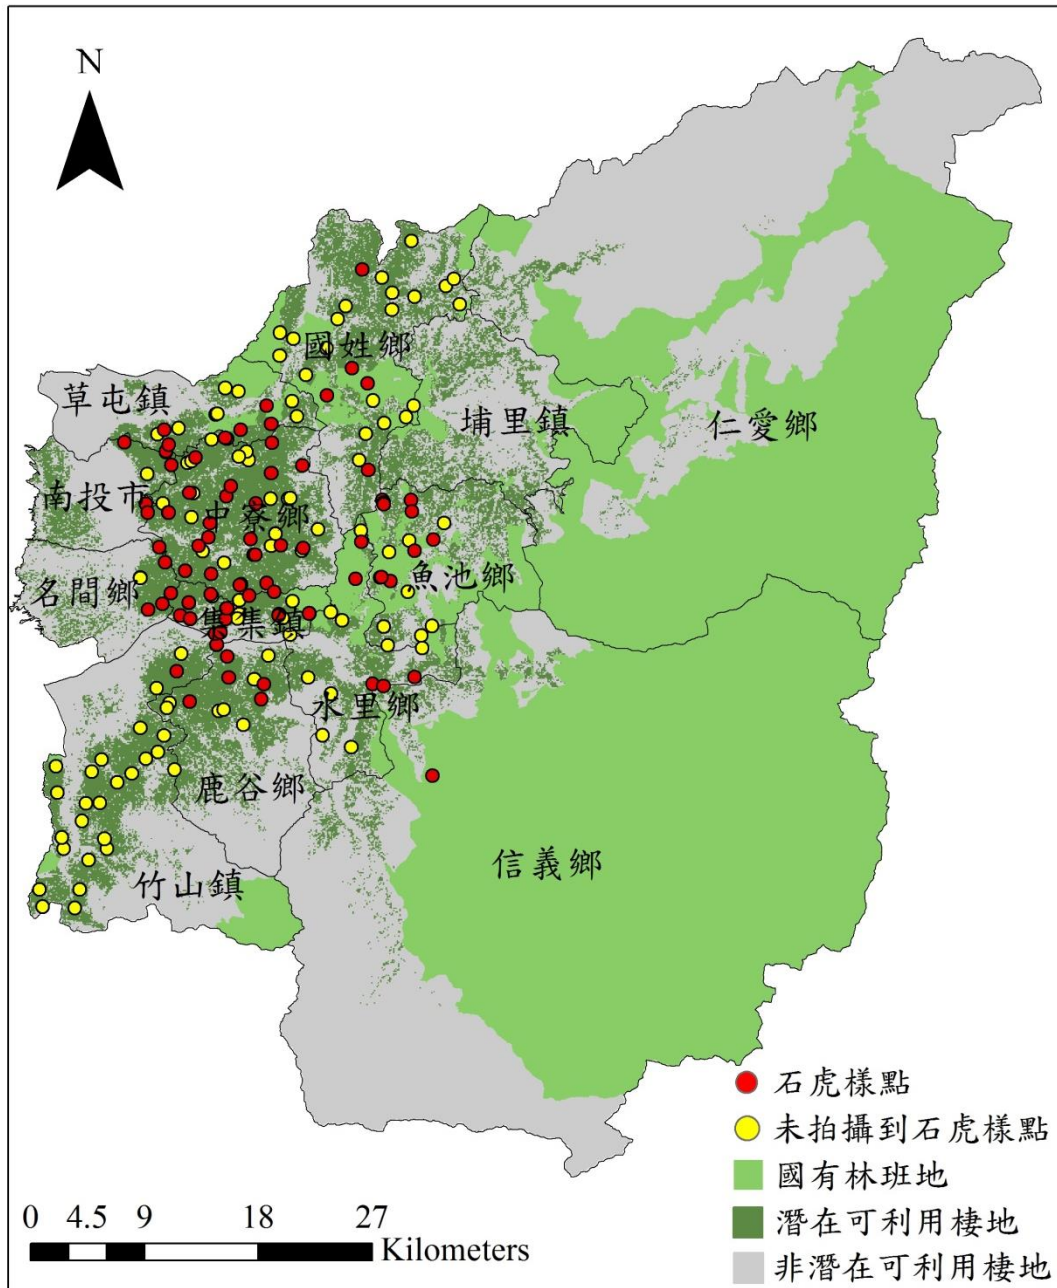 N
國姓鄉
草屯鎮
埔里鎮
仁愛鄉
南投市
中寮鄉
魚池鄉
名間鄉
集集鎮
水里鄉
鹿谷鄉
信義鄉
竹山鎮
石虎樣點
未拍攝到石虎樣點
國有林班地
潛在可利用棲地
非潛在可利用棲地
0 4.5 9 18 27
Kilometers